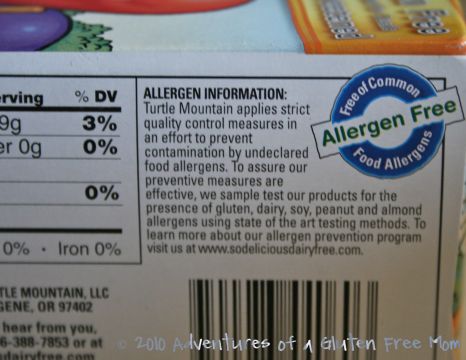 erving % DV
9g 3%
er 0g 0%
0%
0% · Iron 0%
ALLERGEN INFORMATION:
Turtle Mountain applies strict
quality control measures in
an effort to prevent
contamination by undeclared
food allergens. To assure our
preventive measures are
effective, we sample test our products for the
presence of gluten, dairy, soy, peanut and almond
allergens using state of the art testing methods. To
learn more about our allergen prevention program
visit us at www.sodeliciousdairyfree.com.
Free of Common
Allergen Free
Food Allergens
TLE MOUNTAIN, LLC
GENE, OR 97402
hear from you,
6-388-7853 or at
dairyfree.com
© 2010 Adventures of a Gluten Free Mom